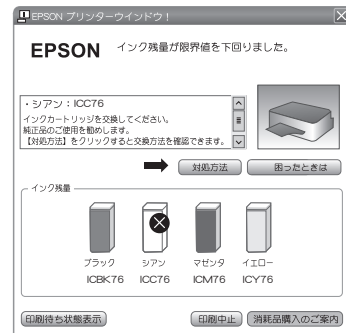 EPSON プリンターウインドウ!
EPSON インク残量が限界値を下回りました。
・シアン：ICC76
インクカートリッジを交換してください。
純正品のご使用を勧めします。
【対処方法】をクリックすると交換方法を確認できます。
対処方法 困ったときは
インク残量
ブラック シアン マゼンタ イエロー
ICBK76 ICC76 ICM76 ICY76
印刷待ち状態表示 印刷中止 消耗品購入のご案内